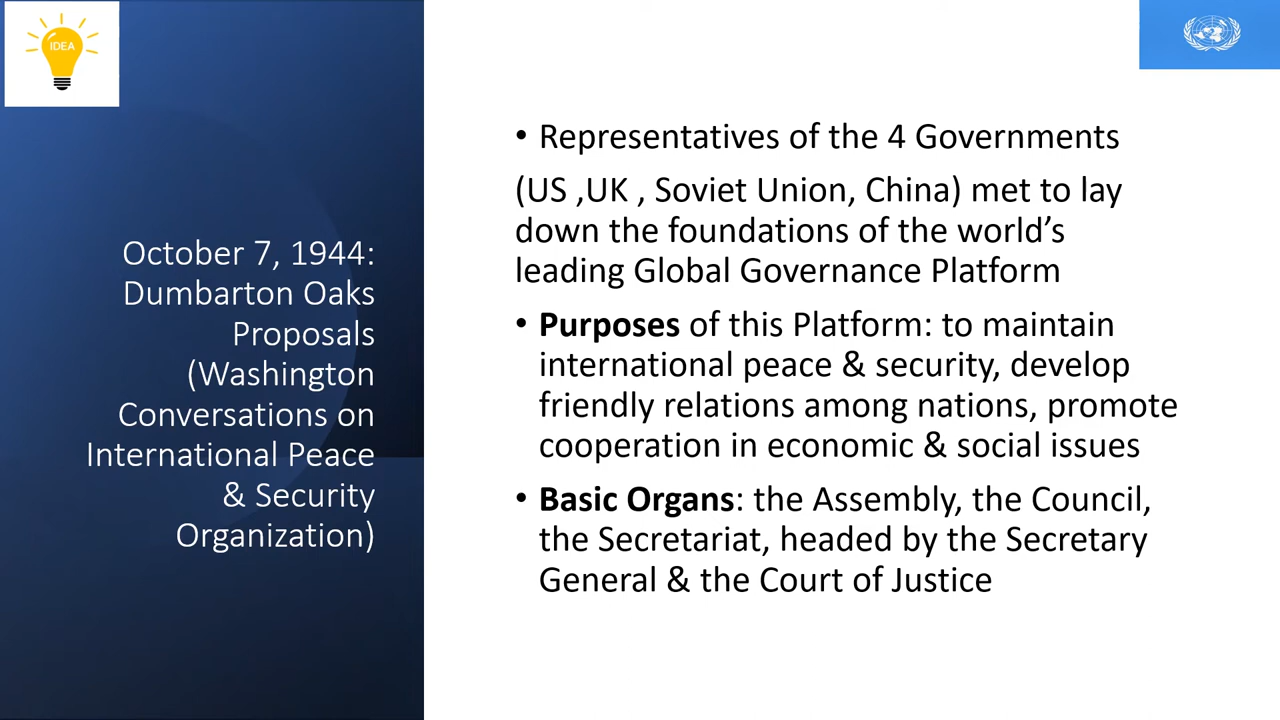 IDEA
October 7, 1944:
Dumbarton Oaks
Proposals
(Washington
Conversations on
International Peace
& Security
Organization)
• Representatives of the 4 Governments
(US ,UK , Soviet Union, China) met to lay
down the foundations of the world’s
leading Global Governance Platform
• Purposes of this Platform: to maintain
international peace & security, develop
friendly relations among nations, promote
cooperation in economic & social issues
• Basic Organs: the Assembly, the Council,
the Secretariat, headed by the Secretary
General & the Court of Justice